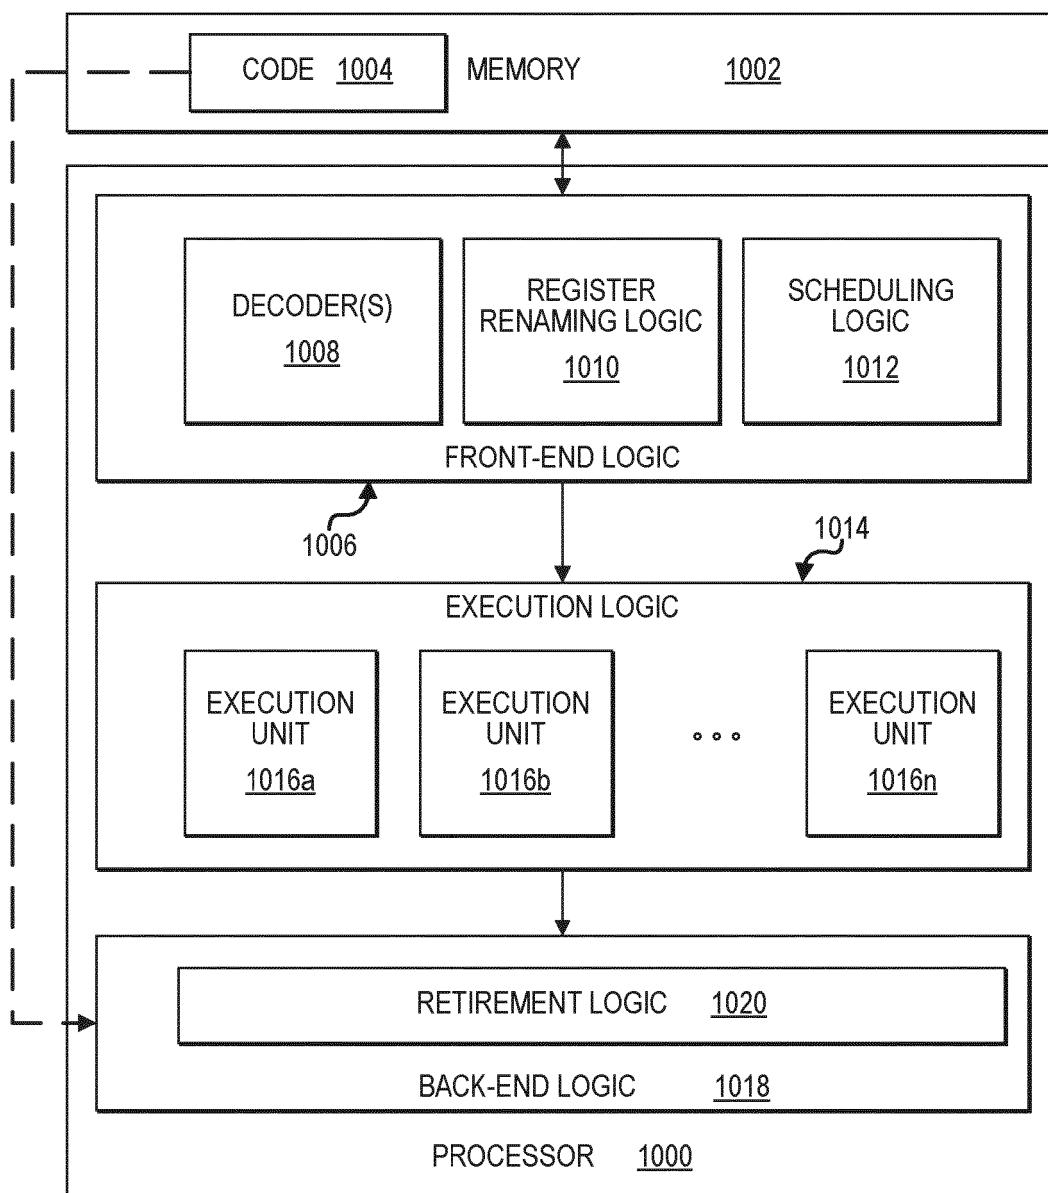 CODE 1004 MEMORY 1002
DECODER(S)
1008
REGISTER
RENAMING LOGIC
1010
SCHEDULING
LOGIC
1012
FRONT-END LOGIC
1006
1014
EXECUTION LOGIC
EXECUTION
UNIT
1016a
EXECUTION
UNIT
1016b
EXECUTION
UNIT
1016n
RETIREMENT LOGIC 1020
BACK-END LOGIC 1018
PROCESSOR 1000